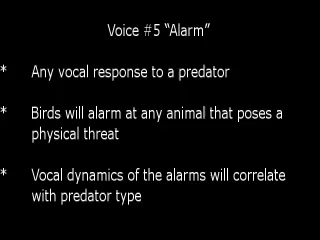 Voice #5 “Alarm”
* Any vocal response to a predator
* Birds will alarm at any animal that poses a
physical threat
* Vocal dynamics of the alarms will correlate
with predator type